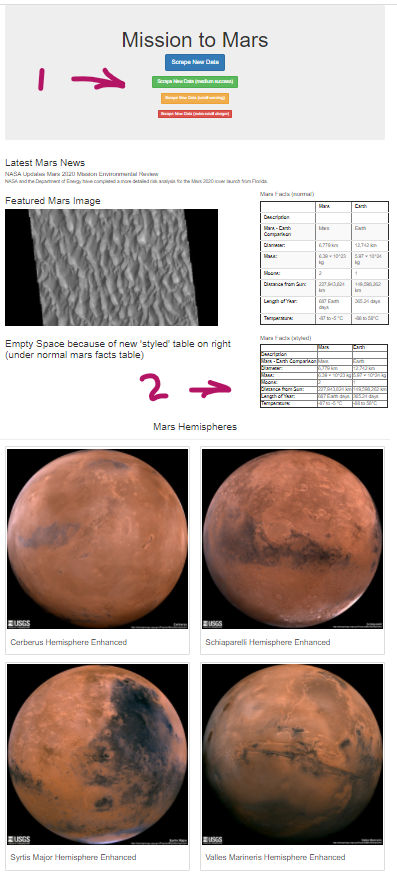 Mission to Mars
Scrape New Data
1
Scrape New Data (medium success)
Scrape New Data (small warning)
Scrape New Data (extra small danger)
Latest Mars News
NASA Updates Mars 2020 Mission Environmental Review
NASA and the Department of Energy have completed a more detailed risk analysis for the Mars 2020 rover launch from Florida.
Featured Mars Image
Mars Facts (normal)
Mars Earth
Description
Mars - Earth Comparison Mars Earth
Diameter: 6,779 km 12,742 km
Mass: 6.39 × 10^23 kg 5.97 × 10^24 kg
Moons: 2 1
Distance from Sun: 227,943,824 km 149,598,262 km
Length of Year: 687 Earth days 365.24 days
Temperature: -87 to -5 °C -88 to 58°C
Empty Space because of new 'styled' table on right
(under normal mars facts table)
Mars Facts (styled)
Mars Earth
Description
Mars - Earth Comparison Mars Earth
Diameter: 6,779 km 12,742 km
Mass: 6.39 × 10^23 kg 5.97 × 10^24 kg
Moons: 2 1
Distance from Sun: 227,943,824 km 149,598,262 km
Length of Year: 687 Earth days 365.24 days
Temperature: -87 to -5 °C -88 to 58°C
2
Mars Hemispheres
USGS
Cerberus
USGS
Schiaparelli
Cerberus Hemisphere Enhanced
Schiaparelli Hemisphere Enhanced
USGS
Syrtis Major
USGS
Valles Marineris
Syrtis Major Hemisphere Enhanced
Valles Marineris Hemisphere Enhanced